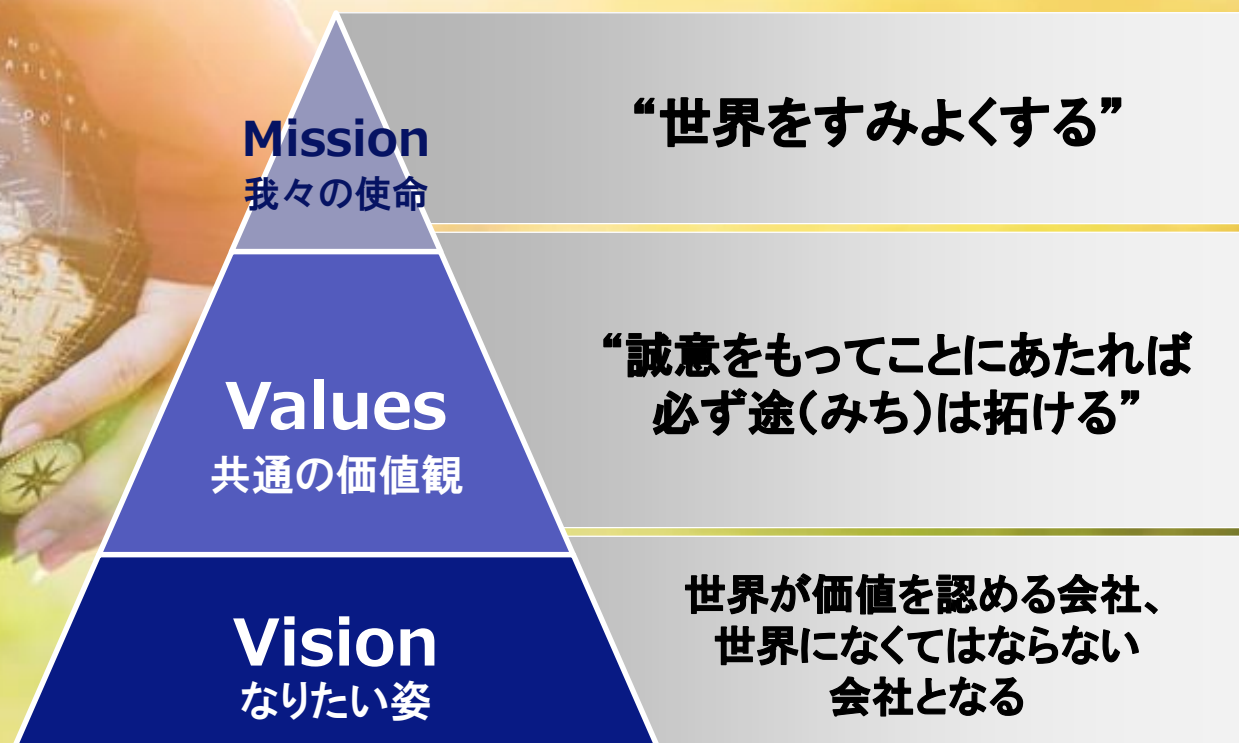 Mission
我々の使命
“世界をすみよくする”
Values
共通の価値観
“誠意をもってことにあたれば
必ず途（みち）は拓ける”
Vision
なりたい姿
世界が価値を認める会社、
世界になくてはならない
会社となる